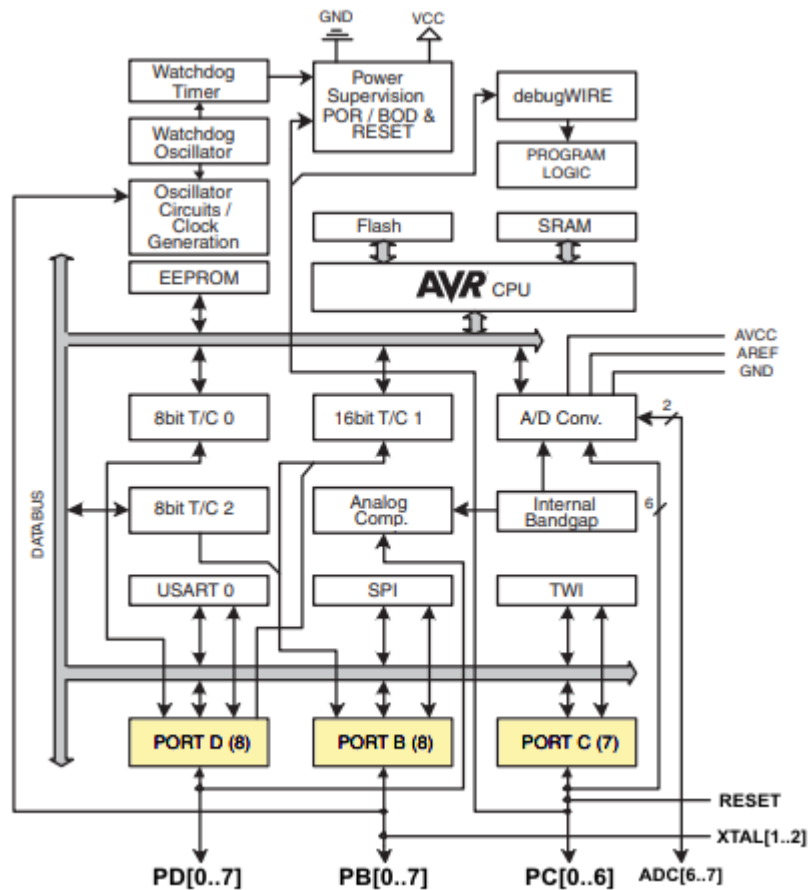 GND
VCC
Watchdog
Timer
Power
Supervision
POR / BOD &
RESET
debugWIRE
Watchdog
Oscillator
PROGRAM
LOGIC
Oscillator
Circuits /
Clock
Generation
Flash
SRAM
EEPROM
AVR CPU
AVCC
AREF
GND
2
8bit T/C 0
16bit T/C 1
A/D Conv.
DATABUS
8bit T/C 2
Analog
Comp.
Internal
Bandgap
6
USART 0
SPI
TWI
PORT D (8)
PORT B (8)
PORT C (7)
RESET
XTAL[1..2]
PD[0..7]
PB[0..7]
PC[0..6]
ADC[6..7]